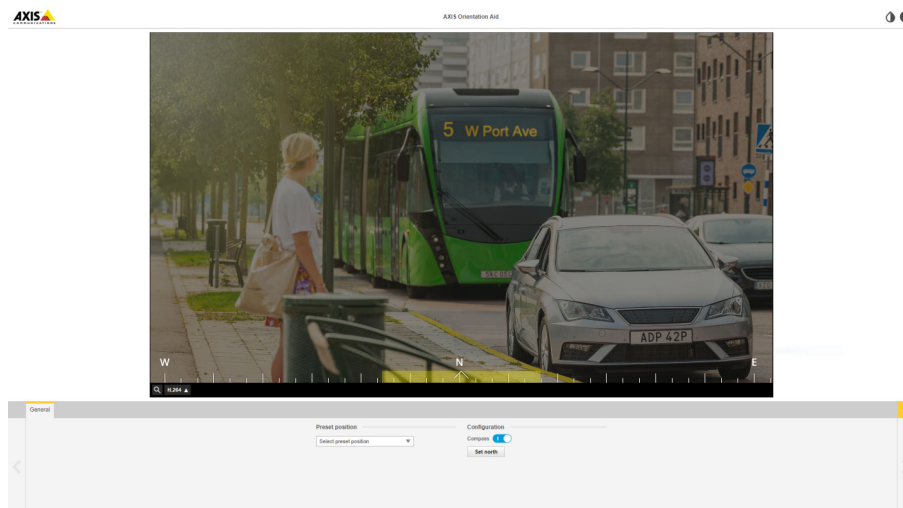 AXIS
COMMUNICATIONS
AXIS Orientation Aid
5 W Port Ave
ADP 42P
W
N
E
H.264 ▲
General
Preset position
Select preset position
Configuration
Compass
Set north